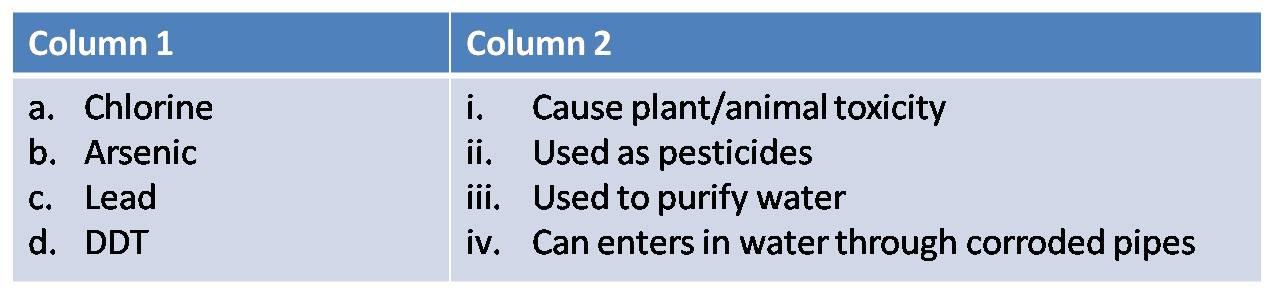 Column 1 Column 2
a. Chlorine i. Cause plant/animal toxicity
b. Arsenic ii. Used as pesticides
c. Lead iii. Used to purify water
d. DDT iv. Can enters in water through corroded pipes